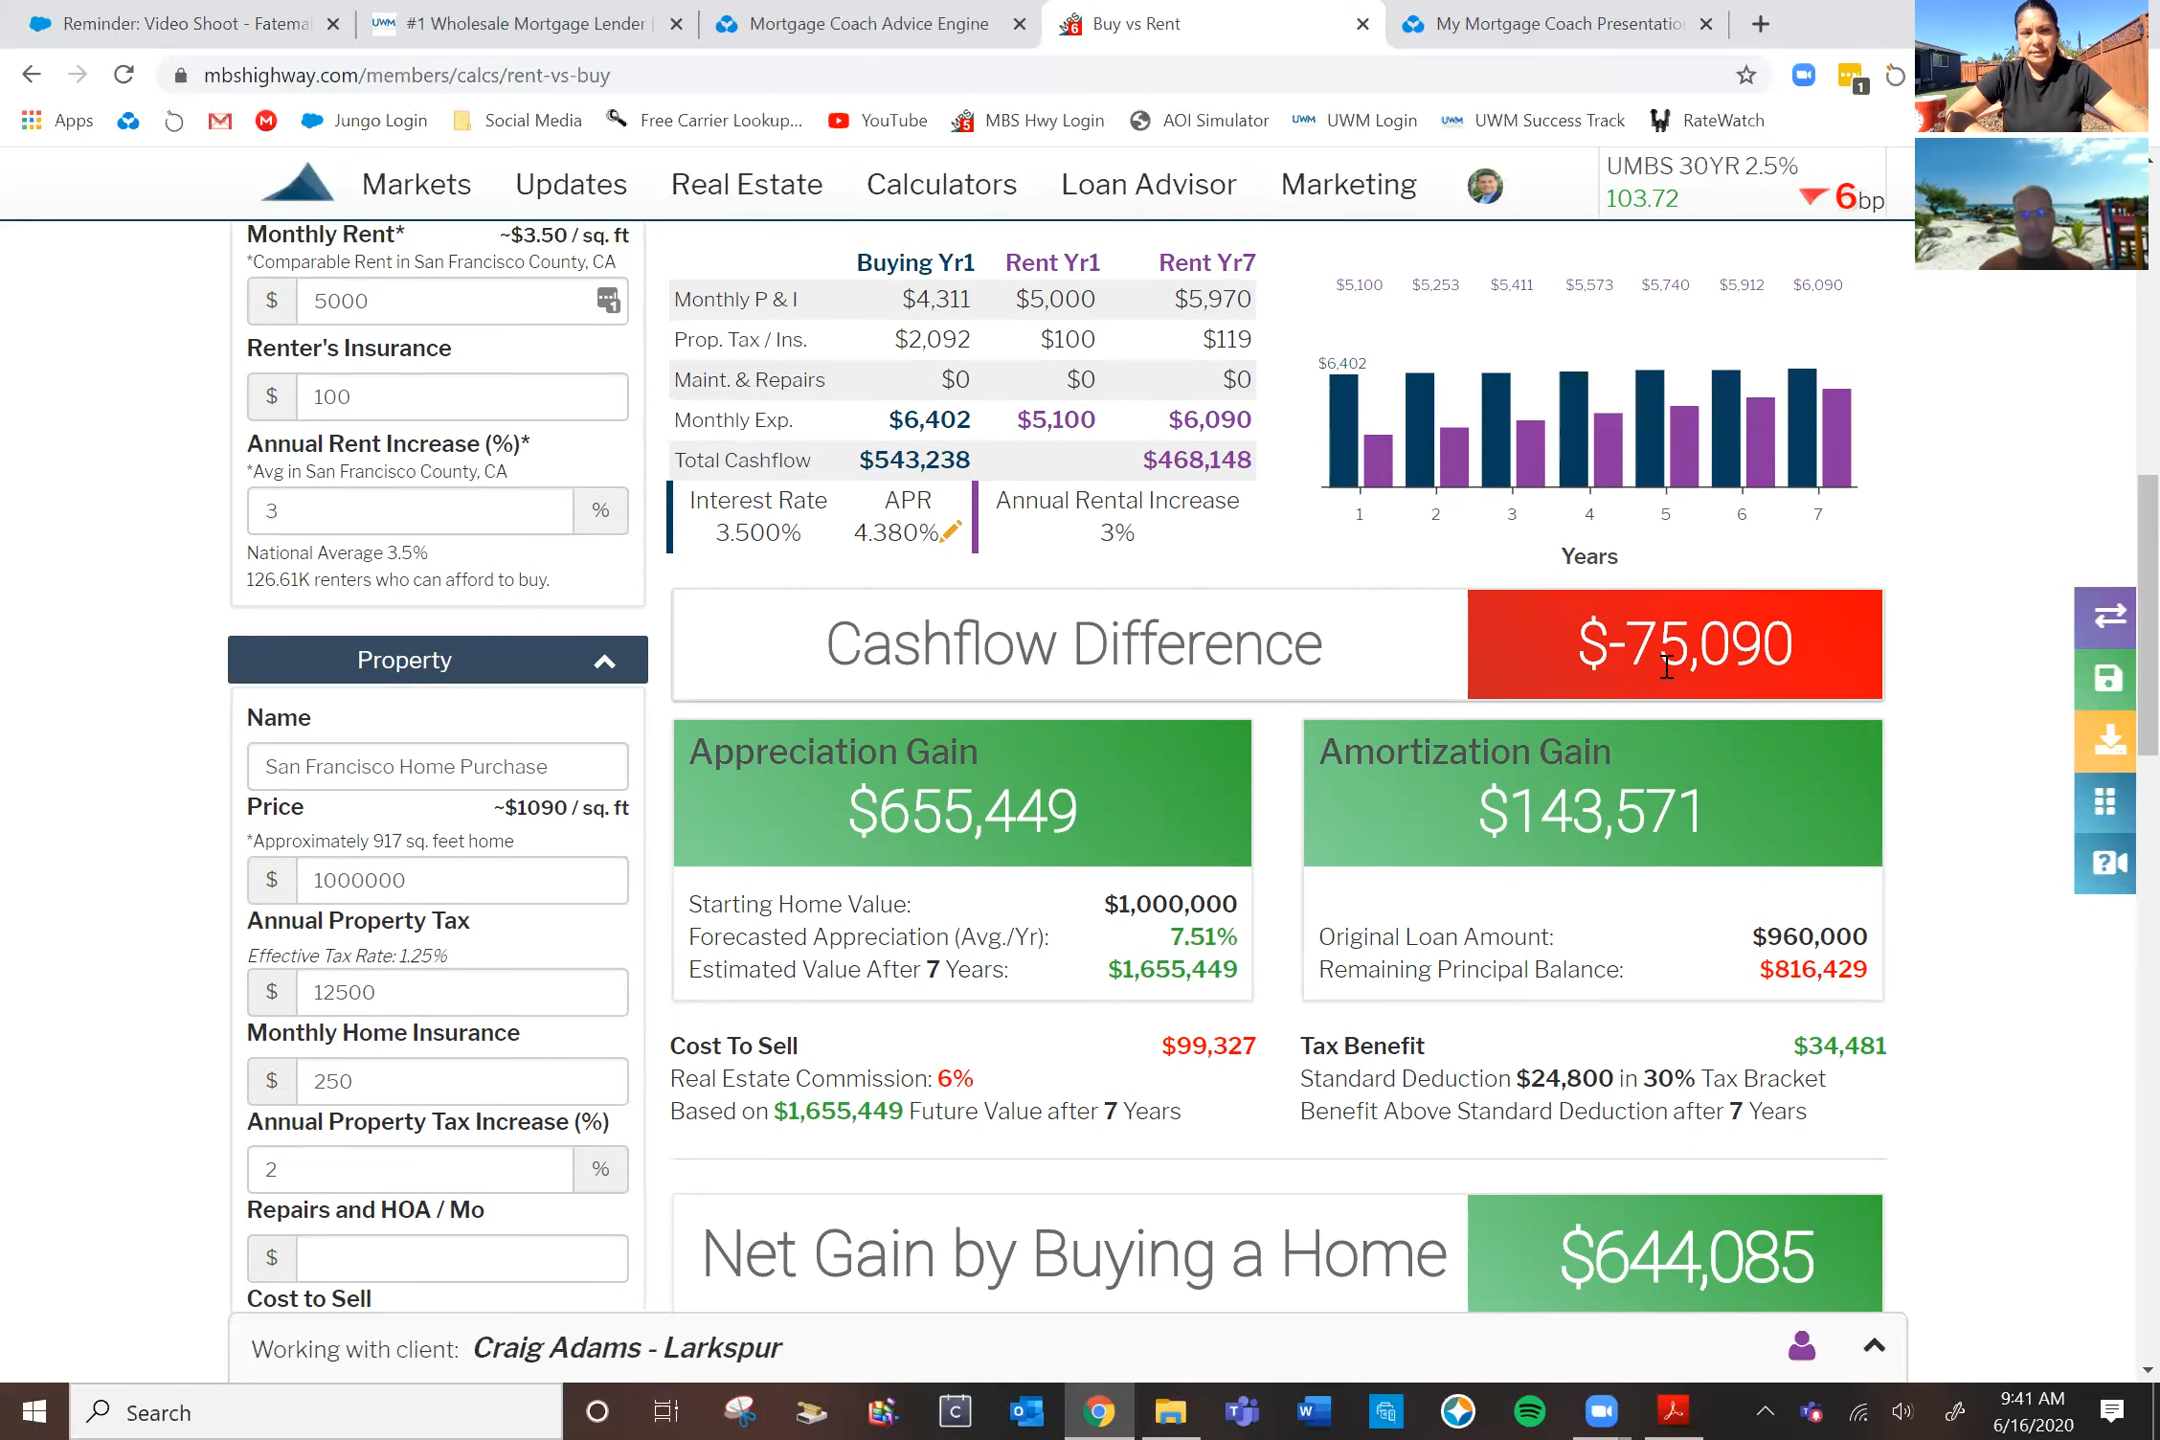 Reminder: Video Shoot - Fatemal
UWM #1 Wholesale Mortgage Lender
Mortgage Coach Advice Engine
Buy vs Rent
My Mortgage Coach Presentatio
mbshighway.com/members/calcs/rent-vs-buy
Apps
Jungo Login
Social Media
Free Carrier Lookup...
YouTube
MBS Hwy Login
AOI Simulator
UWM UWM Login
UWM UWM Success Track
RateWatch
Markets Updates Real Estate Calculators Loan Advisor Marketing
UMBS 30YR 2.5%
103.72 6bp
Monthly Rent* ~$3.50 / sq. ft
*Comparable Rent in San Francisco County, CA
$ 5000
Renter's Insurance
$ 100
Annual Rent Increase (%)*
*Avg in San Francisco County, CA
3 %
National Average 3.5%
126.61K renters who can afford to buy.
Property
Name
San Francisco Home Purchase
Price ~$1090 / sq. ft
*Approximately 917 sq. feet home
$ 1000000
Annual Property Tax
Effective Tax Rate: 1.25%
$ 12500
Monthly Home Insurance
$ 250
Annual Property Tax Increase (%)
2 %
Repairs and HOA / Mo
$
Cost to Sell
Buying Yr1 Rent Yr1 Rent Yr7
Monthly P & I $4,311 $5,000 $5,970
Prop. Tax / Ins. $2,092 $100 $119
Maint. & Repairs $0 $0 $0
Monthly Exp. $6,402 $5,100 $6,090
Total Cashflow $543,238 $468,148
Interest Rate APR Annual Rental Increase
3.500% 4.380% 3%
$5,100 $5,253 $5,411 $5,573 $5,740 $5,912 $6,090
$6,402
1 2 3 4 5 6 7
Years
Cashflow Difference $-75,090
Appreciation Gain
$655,449
Starting Home Value: $1,000,000
Forecasted Appreciation (Avg./Yr): 7.51%
Estimated Value After 7 Years: $1,655,449
Amortization Gain
$143,571
Original Loan Amount: $960,000
Remaining Principal Balance: $816,429
Cost To Sell $99,327
Real Estate Commission: 6%
Based on $1,655,449 Future Value after 7 Years
Tax Benefit $34,481
Standard Deduction $24,800 in 30% Tax Bracket
Benefit Above Standard Deduction after 7 Years
Net Gain by Buying a Home $644,085
Working with client: Craig Adams - Larkspur
Search
9:41 AM
6/16/2020